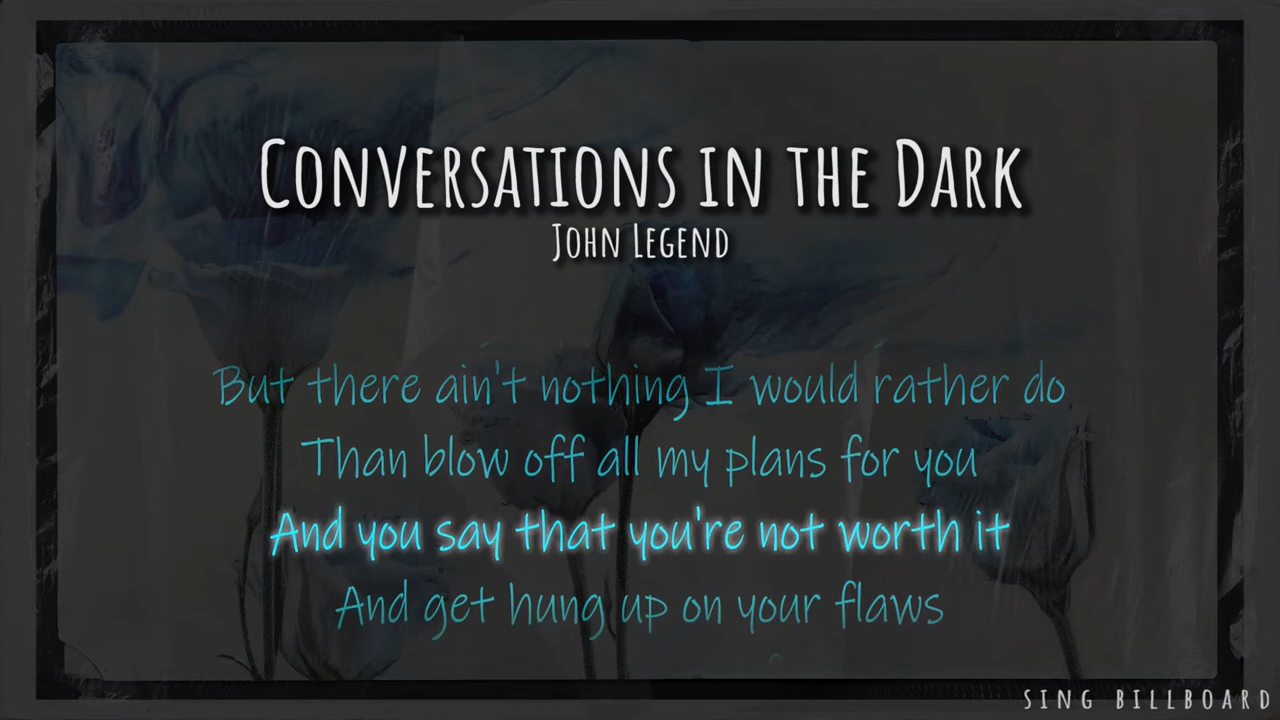 Conversations in the Dark
John Legend
But there ain't nothing I would rather do
Than blow off all my plans for you
And you say that you're not worth it
And get hung up on your flaws
SING BILLBOARD